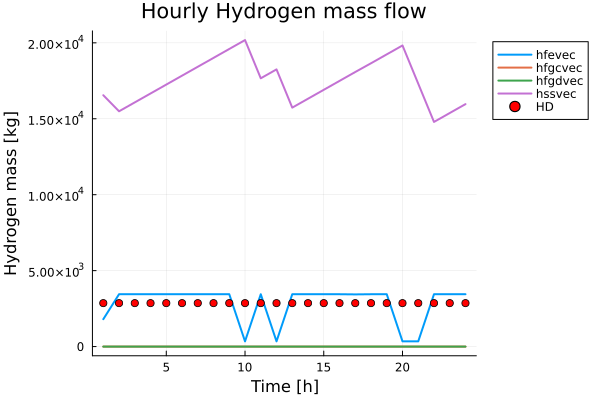 Hourly Hydrogen mass flow
Hydrogen mass [kg]
2.00×10⁴
1.50×10⁴
1.00×10⁴
5.00×10³
0
5
10
15
20
Time [h]
hfevec
hfgcvec
hfgdvec
hssvec
HD